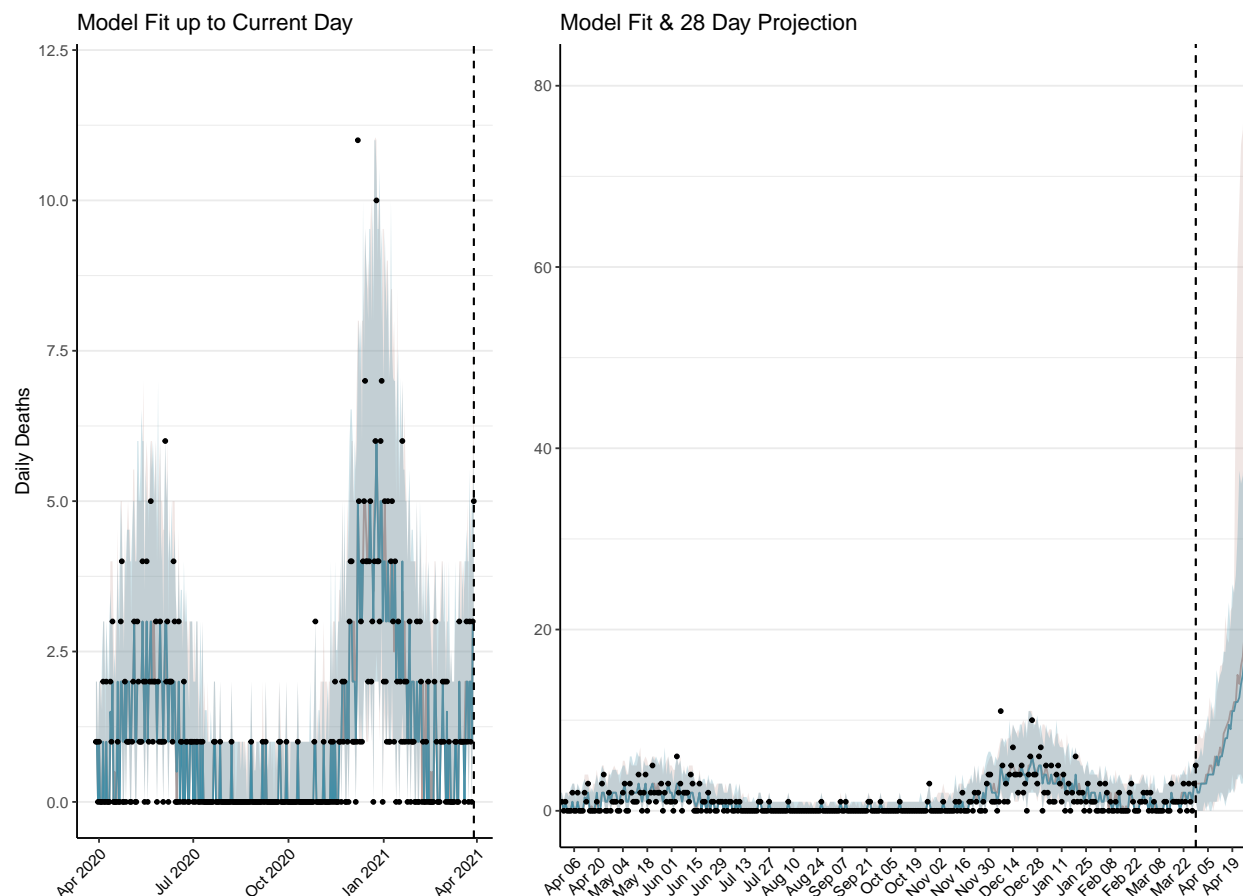 Model Fit up to Current Day
Daily Deaths
12.5
10.0
7.5
5.0
2.5
0.0
Apr 2020
Jul 2020
Oct 2020
Jan 2021
Apr 2021
Model Fit & 28 Day Projection
80
60
40
20
0
Apr 06
Apr 20
May 04
May 18
Jun 01
Jun 15
Jun 29
Jul 13
Jul 27
Aug 10
Aug 24
Sep 07
Sep 21
Oct 05
Oct 19
Nov 02
Nov 16
Nov 30
Dec 14
Dec 28
Jan 11
Jan 25
Feb 08
Feb 22
Mar 08
Mar 22
Apr 05
Apr 19